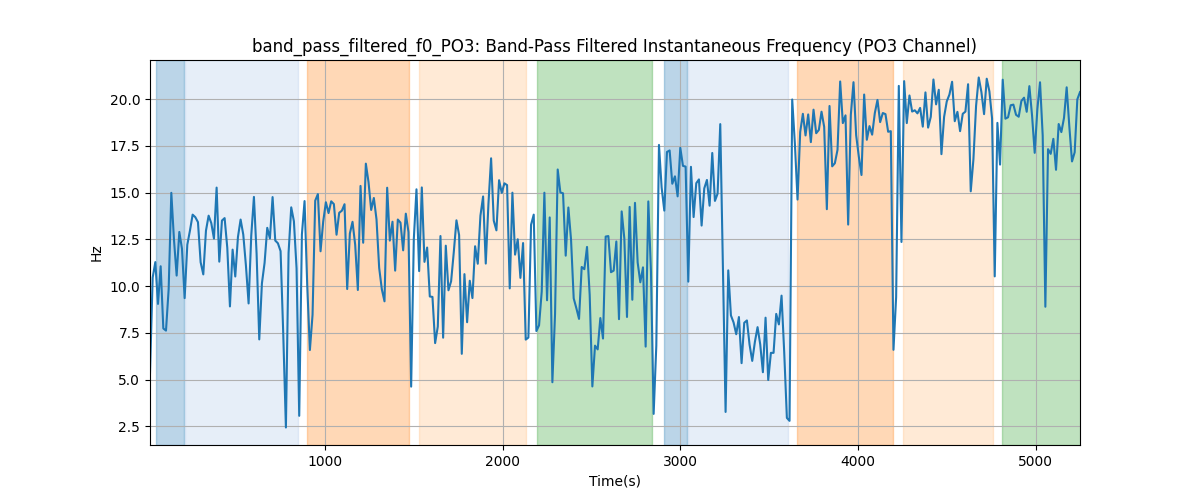 band_pass_filtered_f0_PO3: Band-Pass Filtered Instantaneous Frequency (PO3 Channel)
20.0
17.5
15.0
12.5
10.0
7.5
5.0
2.5
Hz
1000 2000 3000 4000 5000
Time(s)